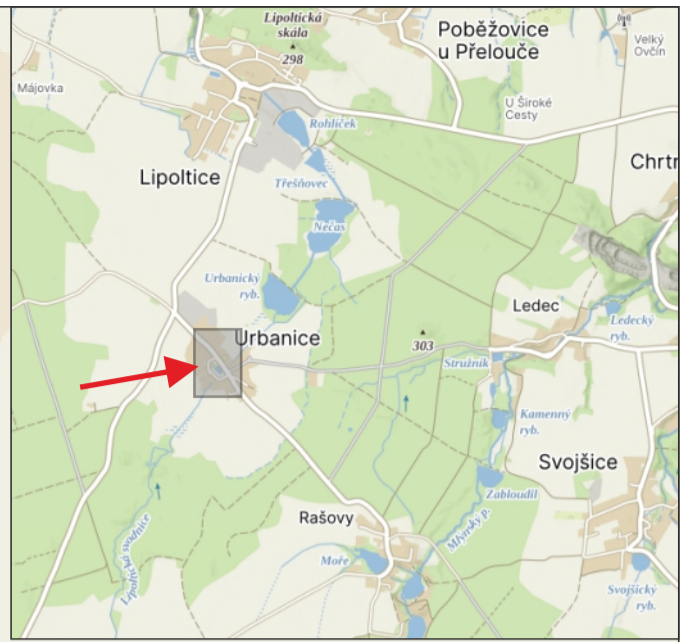 Lipoltická
skála
298
Poběžovice
u Přelouče
Velký
Ovčín
Májovka
U Široké
Cesty
Rohlíček
Lipoltice
Třešňovec
Chrtn
Nečas
Urbanický
ryb.
Ledec
Ledecký
ryb.
Urbanice
303
Stružník
Kamenný
ryb.
Svojšice
Zabloudil
Rašovy
Mlýnský p.
Lipoltická svodnice
Moře
Svojšický
ryb.